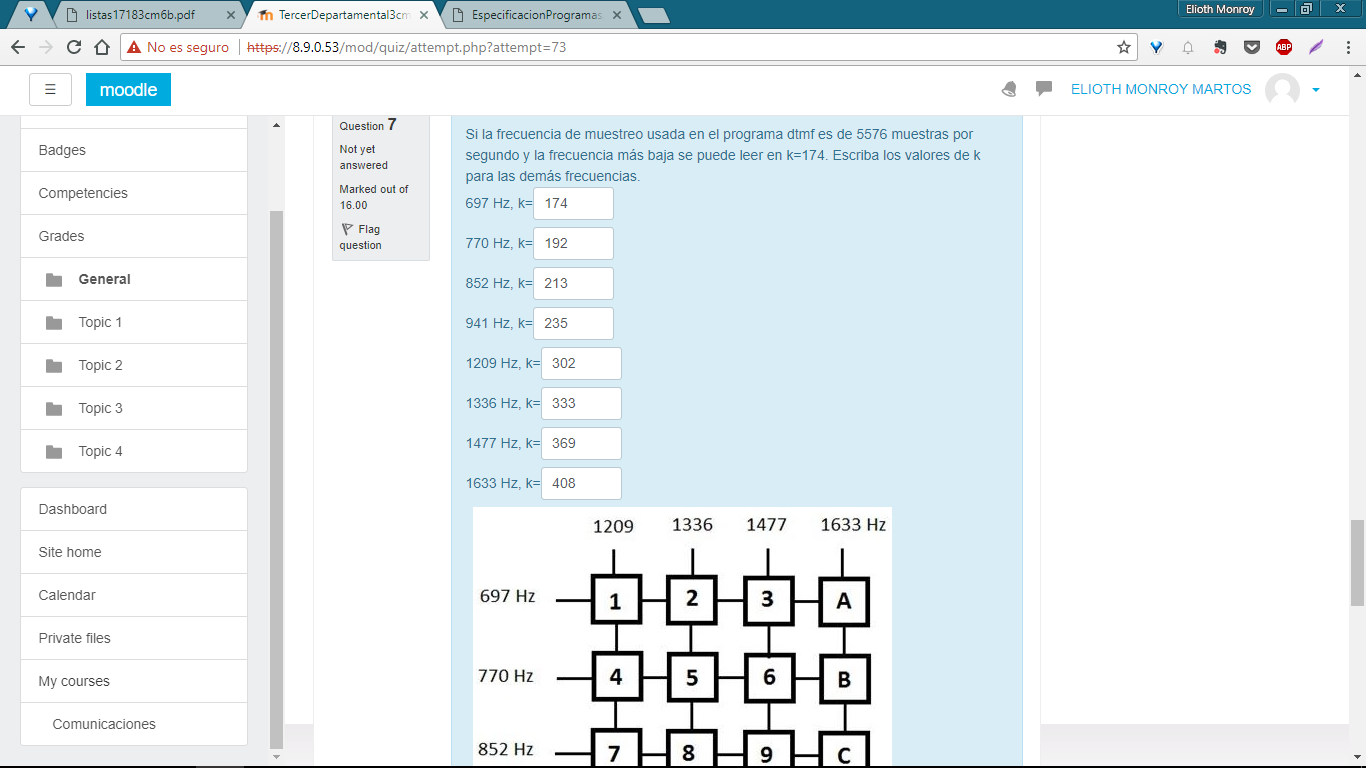 listas17183cm6b.pdf
TercerDepartamental3cm
EspecificacionProgramas
Elioth Monroy
No es seguro
https://8.9.0.53/mod/quiz/attempt.php?attempt=73
ABP
moodle
ELIOTH MONROY MARTOS
Badges
Competencies
Grades
General
Topic 1
Topic 2
Topic 3
Topic 4
Dashboard
Site home
Calendar
Private files
My courses
Comunicaciones
Question 7
Not yet
answered
Marked out of
16.00
Flag
question
Si la frecuencia de muestreo usada en el programa dtmf es de 5576 muestras por
segundo y la frecuencia más baja se puede leer en k=174. Escriba los valores de k
para las demás frecuencias.
697 Hz, k= 174
770 Hz, k= 192
852 Hz, k= 213
941 Hz, k= 235
1209 Hz, k= 302
1336 Hz, k= 333
1477 Hz, k= 369
1633 Hz, k= 408
1209 1336 1477 1633 Hz
697 Hz 1 2 3 A
770 Hz 4 5 6 B
852 Hz 7 8 9 C